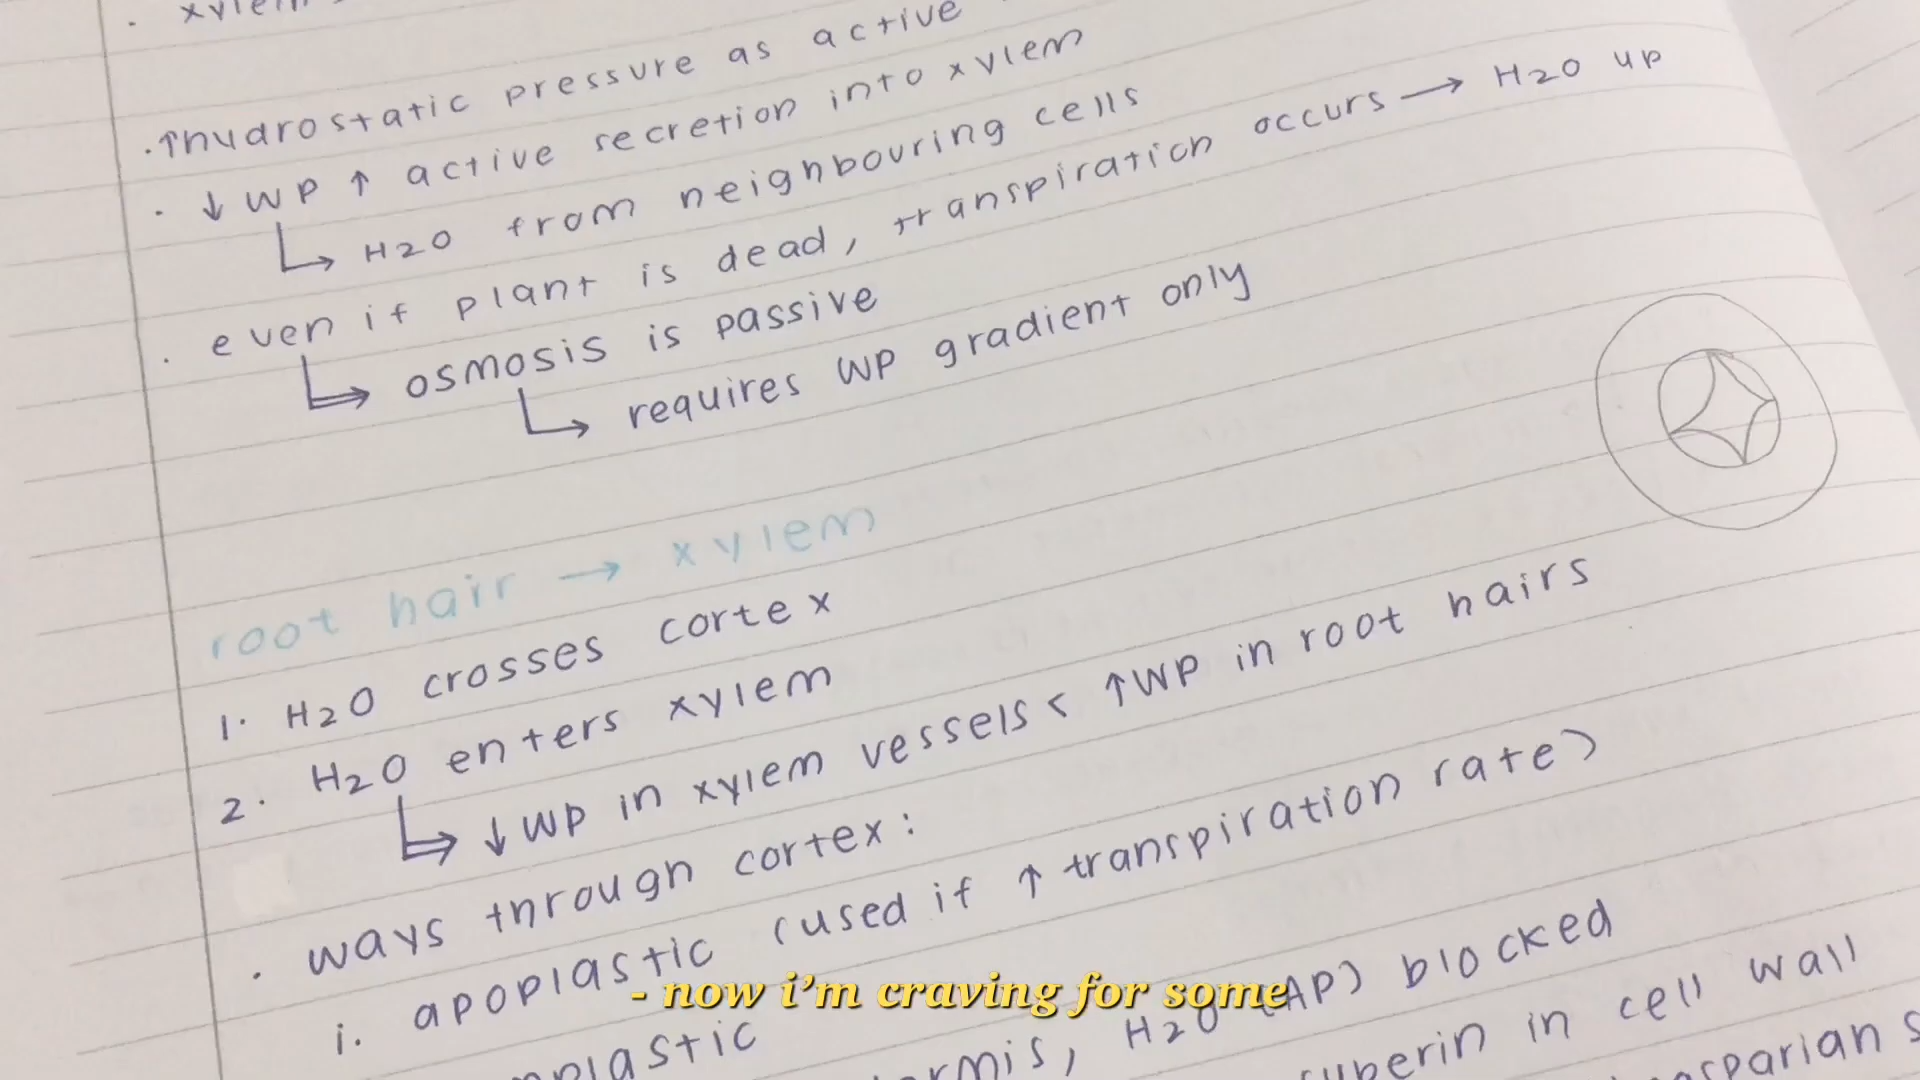 · xylem
· ↑hydrostatic pressure as active
· ↓ WP ↑ active secretion into xylem
↳ H2O from neighbouring cells
· even if plant is dead, transpiration occurs → H2O up
↳ osmosis is passive
↳ requires WP gradient only
root hair → xylem
1. H2O crosses cortex
2. H2O enters xylem
↳ ↓ WP in xylem vessels < ↑WP in root hairs
· ways through cortex:
i. apoplastic (used if ↑ transpiration rate)
H2O (AP) blocked
suberin in cell wall
- now i'm craving for some